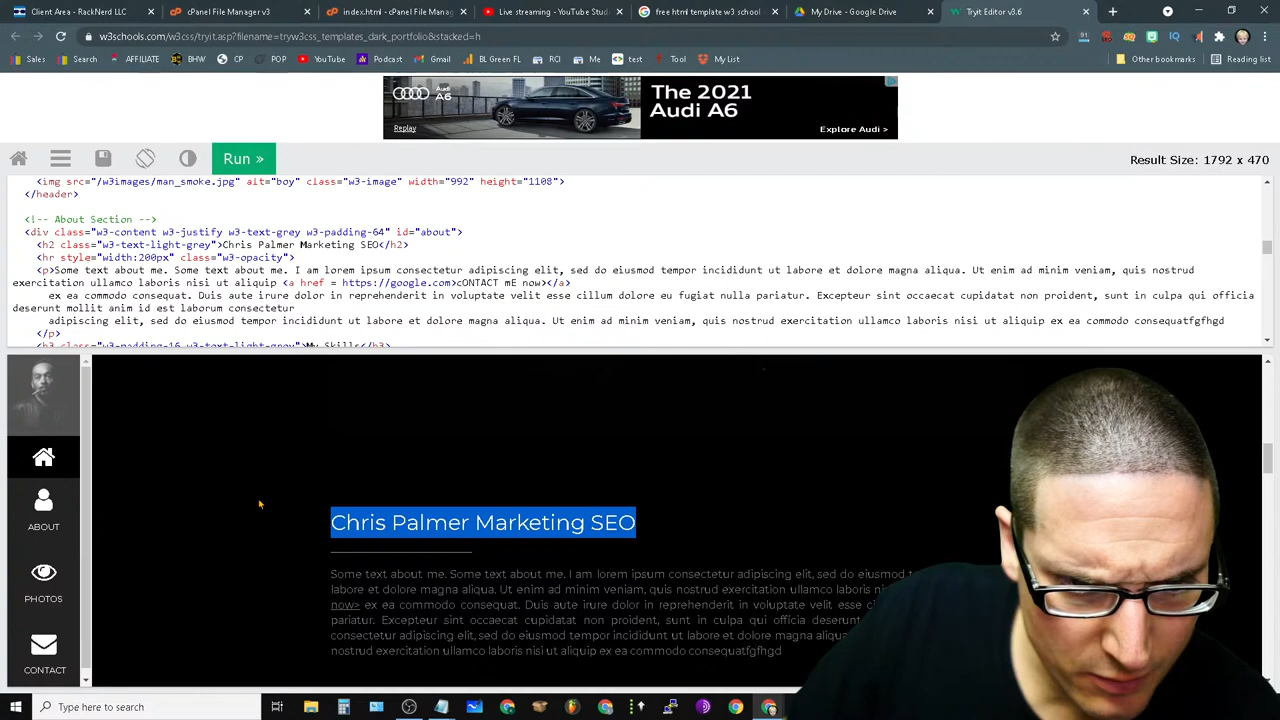 Client Area - RackNerd LLC
cPanel File Manager v3
index.html - cPanel File Manag
Live streaming - YouTube Stud
free html template w3 school
My Drive - Google Drive
Tryit Editor v3.6
w3schools.com/w3css/tryit.asp?filename=tryw3css_templates_dark_portfolio&stacked=h
Sales
Search
AFFILIATE
BHW
CP
POP
YouTube
Podcast
Gmail
BL Green FL
RCI
Me
test
Tool
My List
Other bookmarks
Reading list
Audi
A6
Replay
The 2021
Audi A6
Explore Audi >
Run »
Result Size: 1792 x 470
<img src="/w3images/man_smoke.jpg" alt="boy" class="w3-image" width="992" height="1108">
</header>
<!-- About Section -->
<div class="w3-content w3-justify w3-text-grey w3-padding-64" id="about">
<h2 class="w3-text-light-grey">Chris Palmer Marketing SEO</h2>
<hr style="width:200px" class="w3-opacity">
<p>Some text about me. Some text about me. I am lorem ipsum consectetur adipiscing elit, sed do eiusmod tempor incididunt ut labore et dolore magna aliqua. Ut enim ad minim veniam, quis nostrud
exercitation ullamco laboris nisi ut aliquip <a href = https://google.com>cONTACT mE now></a>
ex ea commodo consequat. Duis aute irure dolor in reprehenderit in voluptate velit esse cillum dolore eu fugiat nulla pariatur. Excepteur sint occaecat cupidatat non proident, sunt in culpa qui officia
deserunt mollit anim id est laborum consectetur
adipiscing elit, sed do eiusmod tempor incididunt ut labore et dolore magna aliqua. Ut enim ad minim veniam, quis nostrud exercitation ullamco laboris nisi ut aliquip ex ea commodo consequatfgfhgd
</p>
<h3 class="w3-padding-16 w3-text-light-grey">My Skills</h3>
ABOUT
PHOTOS
CONTACT
Chris Palmer Marketing SEO
Some text about me. Some text about me. I am lorem ipsum consectetur adipiscing elit, sed do eiusmod t
labore et dolore magna aliqua. Ut enim ad minim veniam, quis nostrud exercitation ullamco laboris ni
now> ex ea commodo consequat. Duis aute irure dolor in reprehenderit in voluptate velit esse ci
pariatur. Excepteur sint occaecat cupidatat non proident, sunt in culpa qui officia deserunt
consectetur adipiscing elit, sed do eiusmod tempor incididunt ut labore et dolore magna aliqua
nostrud exercitation ullamco laboris nisi ut aliquip ex ea commodo consequatfgfhgd
Type here to search